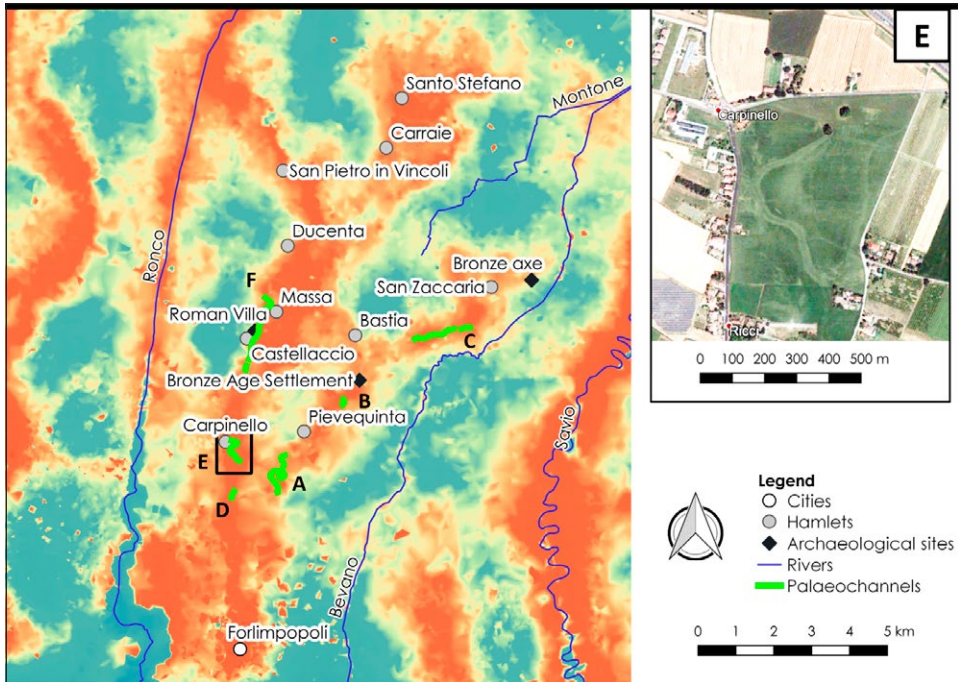 E
Santo Stefano
Montone
Carraie
San Pietro in Vincoli
Carpinello
Ronco
Ducenta
Bronze axe
F
San Zaccaria
Massa
Roman Villa
Bastia
C
Castellaccio
Ricci
0 100 200 300 400 500 m
Bronze Age Settlement
B
Savio
Carpinello
Pievequinta
E
A
D
Legend
Cities
Hamlets
Archaeological sites
Rivers
Palaeochannels
Bevano
Forlimpopoli
0 1 2 3 4 5 km